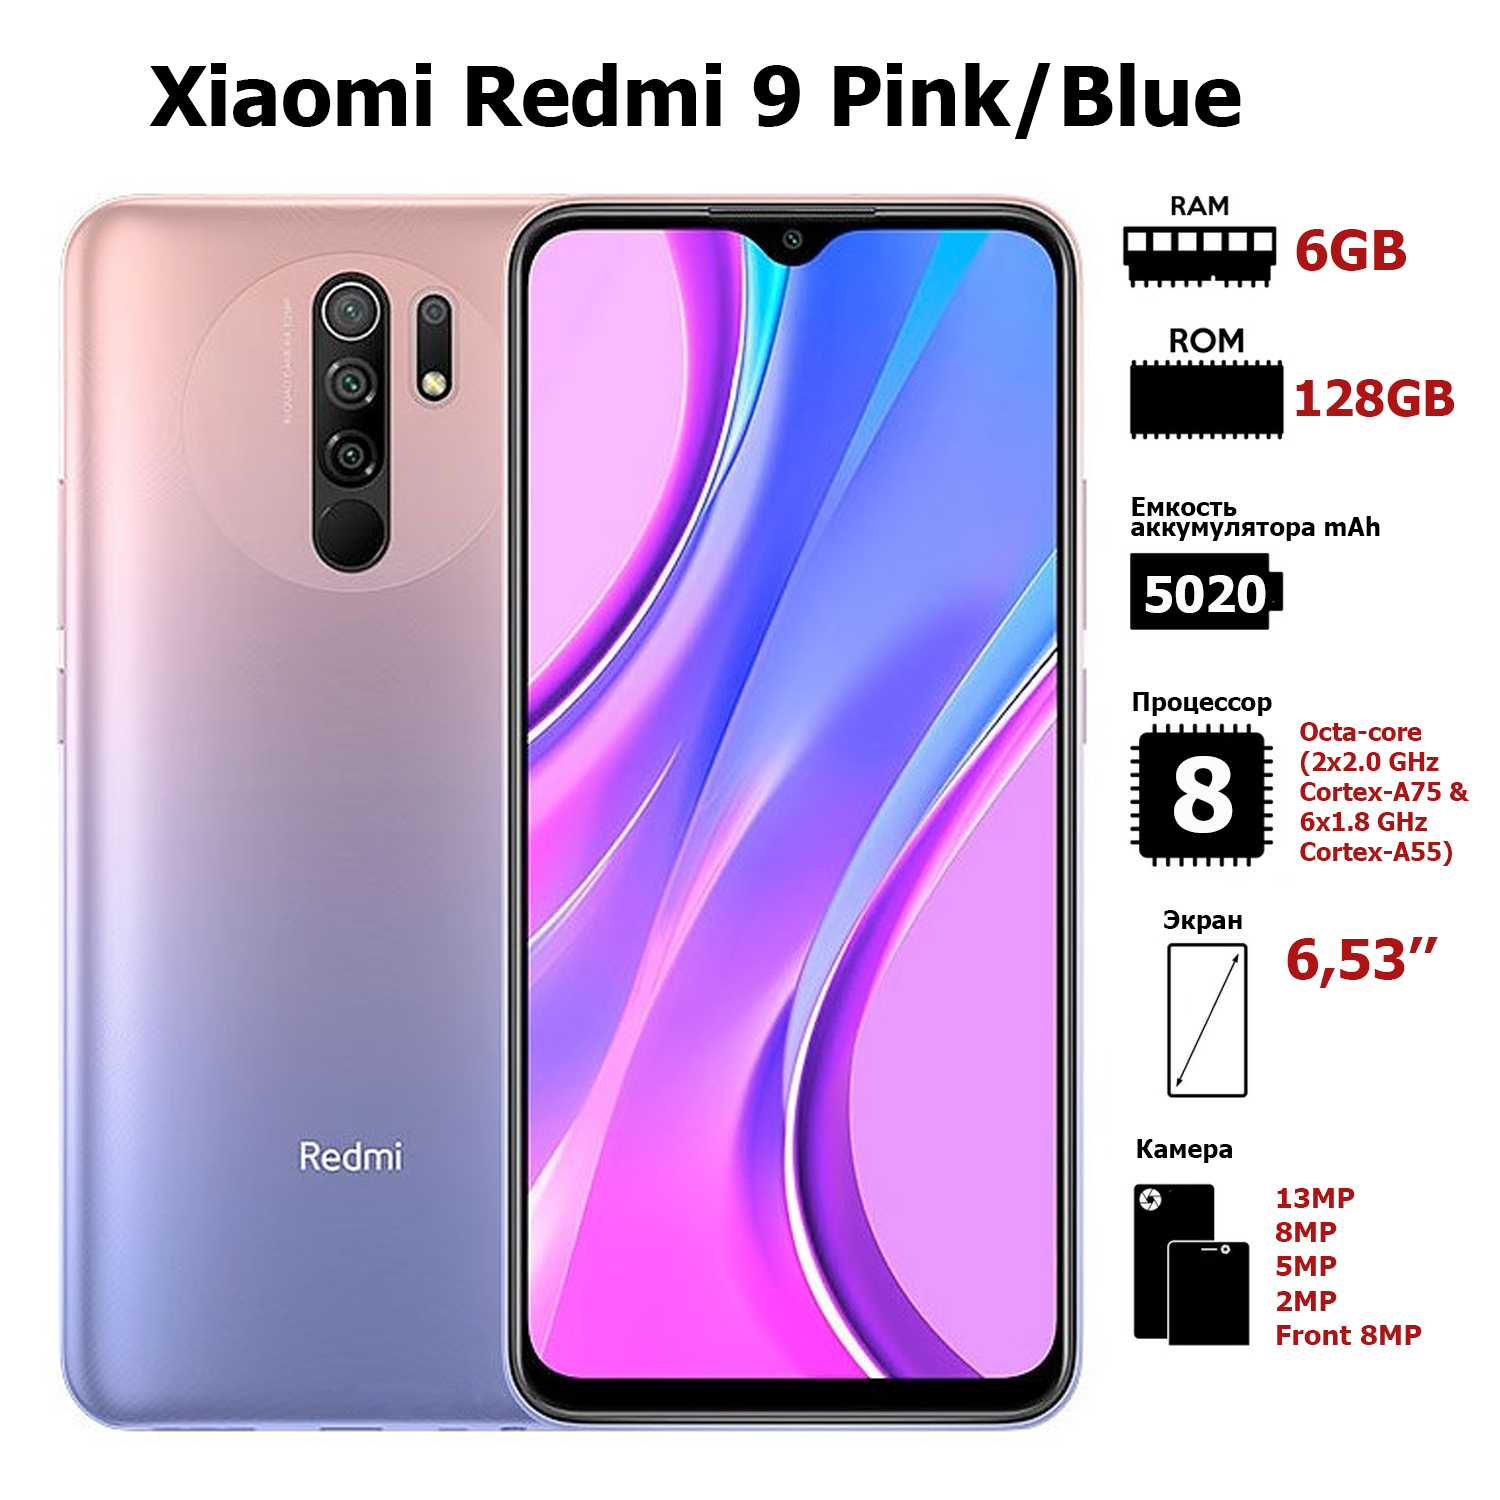 Xiaomi Redmi 9 Pink/Blue
RAM
6GB
ROM
128GB
Емкость
аккумулятора mAh
5020
Процессор
8
Octa-core
(2x2.0 GHz
Cortex-A75 &
6x1.8 GHz
Cortex-A55)
Экран
6,53’’
Камера
13MP
8MP
5MP
2MP
Front 8MP
Redmi